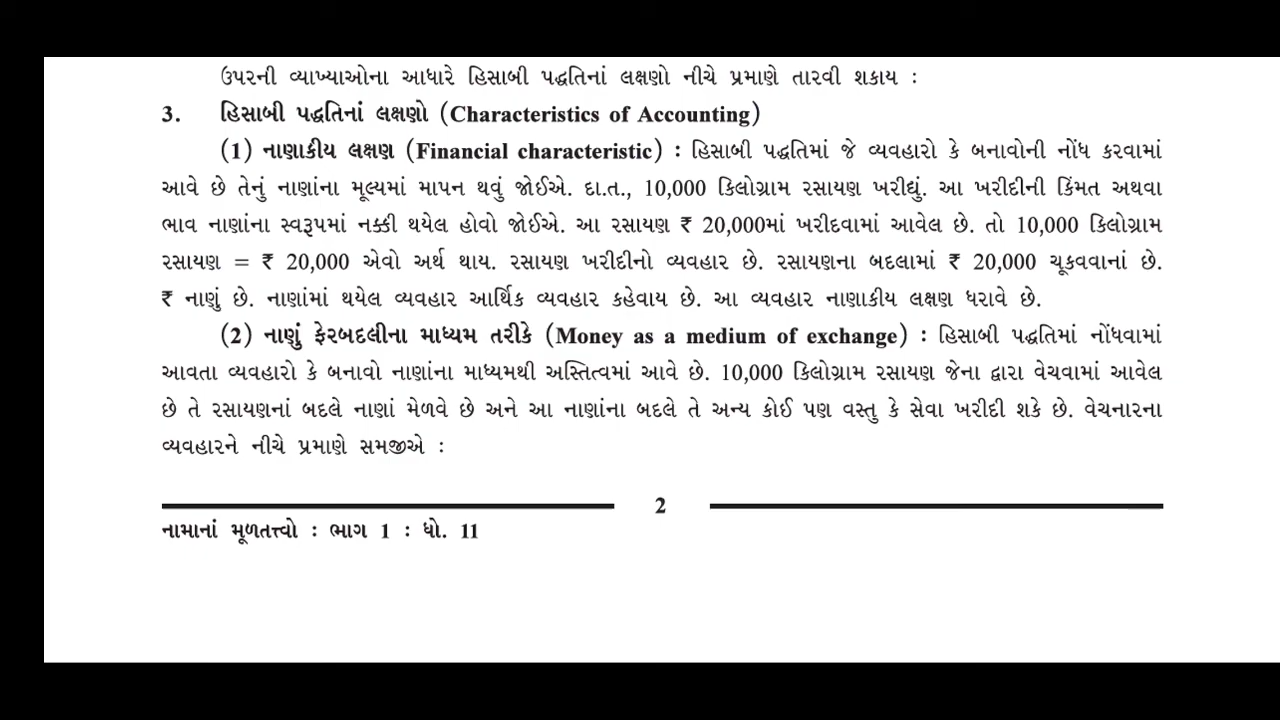 ઉપરની વ્યાખ્યાઓના આધારે હિસાબી પદ્ધતિનાં લક્ષણો નીચે પ્રમાણે તારવી શકાય :
3. હિસાબી પદ્ધતિનાં લક્ષણો (Characteristics of Accounting)
(1) નાણાકીય લક્ષણ (Financial characteristic) : હિસાબી પદ્ધતિમાં જે વ્યવહારો કે બનાવોની નોંધ કરવામાં
આવે છે તેનું નાણાંના મૂલ્યમાં માપન થવું જોઈએ. દા.ત., 10,000 કિલોગ્રામ રસાયણ ખરીદ્યું. આ ખરીદીની કિંમત અથવા
ભાવ નાણાંના સ્વરૂપમાં નક્કી થયેલ હોવો જોઈએ. આ રસાયણ ₹ 20,000માં ખરીદવામાં આવેલ છે. તો 10,000 કિલોગ્રામ
રસાયણ = ₹ 20,000 એવો અર્થ થાય. રસાયણ ખરીદીનો વ્યવહાર છે. રસાયણના બદલામાં ₹ 20,000 ચૂકવવાનાં છે.
₹ નાણું છે. નાણાંમાં થયેલ વ્યવહાર આર્થિક વ્યવહાર કહેવાય છે. આ વ્યવહાર નાણાકીય લક્ષણ ધરાવે છે.
(2) નાણું ફેરબદલીના માધ્યમ તરીકે (Money as a medium of exchange) : હિસાબી પદ્ધતિમાં નોંધવામાં
આવતા વ્યવહારો કે બનાવો નાણાંના માધ્યમથી અસ્તિત્વમાં આવે છે. 10,000 કિલોગ્રામ રસાયણ જેના દ્વારા વેચવામાં આવેલ
છે તે રસાયણનાં બદલે નાણાં મેળવે છે અને આ નાણાંના બદલે તે અન્ય કોઈ પણ વસ્તુ કે સેવા ખરીદી શકે છે. વેચનારના
વ્યવહારને નીચે પ્રમાણે સમજીએ :
2
નામાનાં મૂળતત્ત્વો : ભાગ 1 : ધો. 11